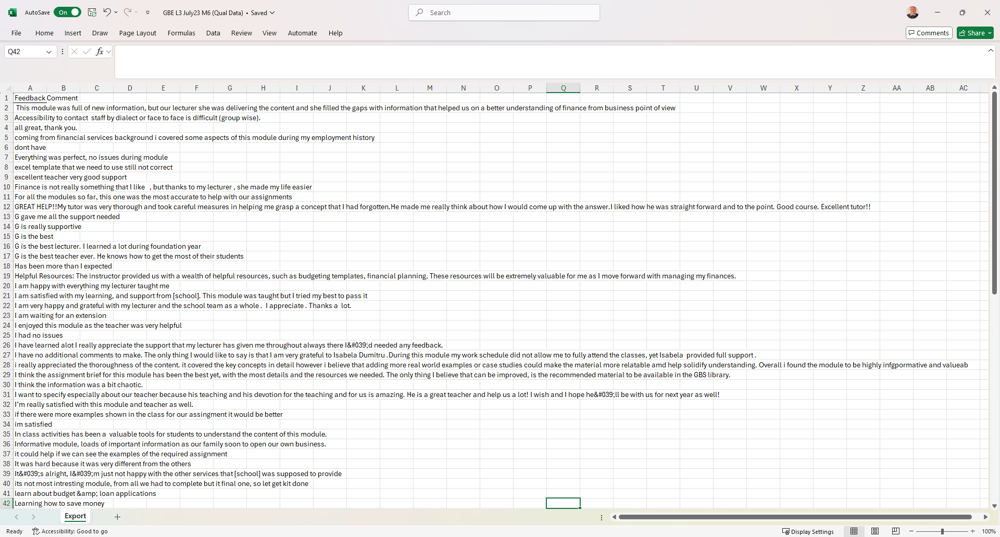 AutoSave On GBE L3 July23 M6 (Qual Data) • Saved Search
File Home Insert Draw Page Layout Formulas Data Review View Automate Help Comments Share
Q42 fx
A B C D E F G H I J K L M N O P Q R S T U V W X Y Z AA AB AC
1 Feedback Comment
2 This module was full of new information, but our lecturer she was delivering the content and she filled the gaps with information that helped us on a better understanding of finance from business point of view
3 Accessibility to contact staff by dialect or face to face is difficult (group wise).
4 all great, thank you.
5 coming from financial services background i covered some aspects of this module during my employment history
6 dont have
7 Everything was perfect, no issues during module
8 excel template that we need to use still not correct
9 excellent teacher very good support
10 Finance is not really something that I like , but thanks to my lecturer , she made my life easier
11 For all the modules so far, this one was the most accurate to help with our assignments
12 GREAT HELP!!My tutor was very thorough and took careful measures in helping me grasp a concept that I had forgotten.He made me really think about how I would come up with the answer.I liked how he was straight forward and to the point. Good course. Excellent tutor!!
13 G gave me all the support needed
14 G is really supportive
15 G is the best
16 G is the best lecturer. I learned a lot during foundation year
17 G is the best teacher ever. He knows how to get the most of their students
18 Has been more than I expected
19 Helpful Resources: The instructor provided us with a wealth of helpful resources, such as budgeting templates, financial planning, These resources will be extremely valuable for me as I move forward with managing my finances.
20 I am happy with everything my lecturer taught me
21 I am satisfied with my learning, and support from [school]. This module was taught but I tried my best to pass it
22 I am very happy and grateful with my lecturer and the school team as a whole . I appreciate . Thanks a lot.
23 I am waiting for an extension
24 I enjoyed this module as the teacher was very helpful
25 I had no issues
26 I have learned alot I really appreciate the support that my lecturer has given me throughout always there I&#039;d needed any feedback.
27 I have no additional comments to make. The only thing I would like to say is that I am very grateful to Isabela Dumitru .During this module my work schedule did not allow me to fully attend the classes, yet Isabela provided full support .
28 i really appreciated the thoroughness of the content. it covered the key concepts in detail however i believe that adding more real world examples or case studies could make the material more relatable amd help solidify understanding. Overall i found the module to be highly infgpormative and valueab
29 I think the assignment brief for this module has been the best yet, with the most details and the resources we needed. The only thing I believe that can be improved, is the recommended material to be available in the GBS library.
30 I think the information was a bit chaotic.
31 I want to specify especially about our teacher because his teaching and his devotion for the teaching and for us is amazing. He is a great teacher and help us a lot! I wish and I hope he&#039;ll be with us for next year as well!
32 I'm really satisfied with this module and teacher as well.
33 if there were more examples shown in the class for our assingment it would be better
34 im satisfied
35 In class activities has been a valuable tools for students to understand the content of this module.
36 Informative module, loads of important information as our family soon to open our own business.
37 it could help if we can see the examples of the required assignment
38 It was hard because it was very different from the others
39 It&#039;s alright, I&#039;m just not happy with the other services that [school] was supposed to provide
40 its not most intresting module, from all we had to complete but it final one, so let get kit done
41 learn about budget &amp; loan applications
42 Learning how to save money
Export
Ready Accessibility: Good to go Display Settings 100%